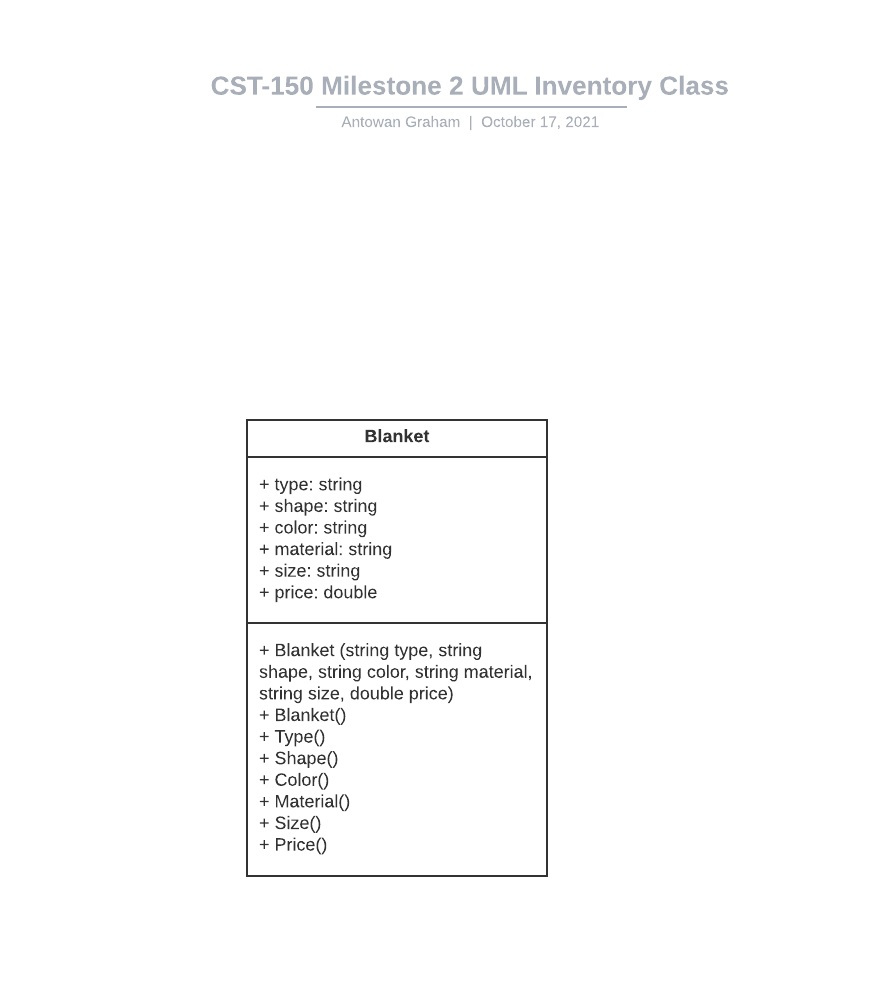 CST-150 Milestone 2 UML Inventory Class
Antowan Graham | October 17, 2021
Blanket
+ type: string
+ shape: string
+ color: string
+ material: string
+ size: string
+ price: double
+ Blanket (string type, string
shape, string color, string material,
string size, double price)
+ Blanket()
+ Type()
+ Shape()
+ Color()
+ Material()
+ Size()
+ Price()